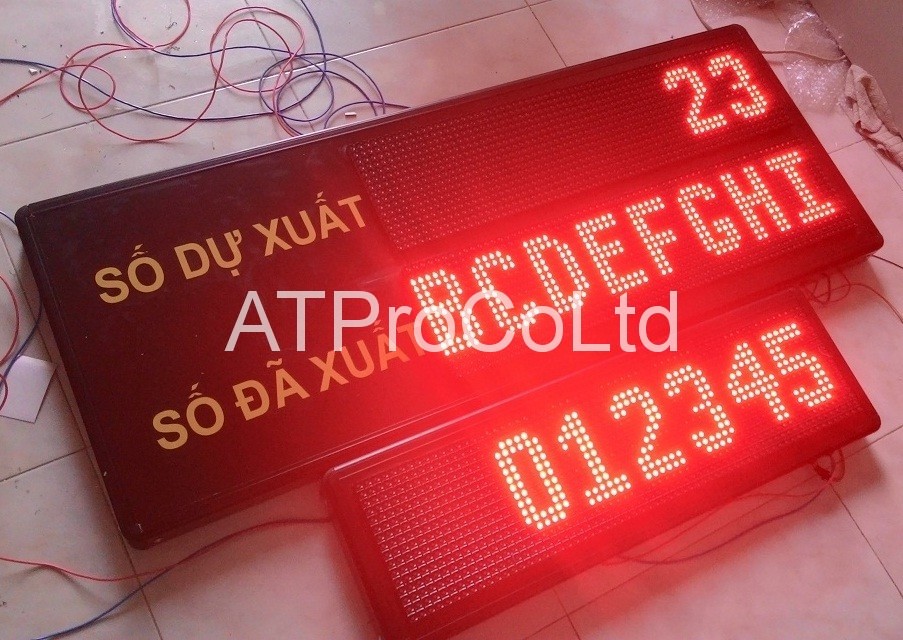 23
SỐ DỰ XUẤT
BCDEFGHI
SỐ ĐÃ XUẤT
ATProCoLtd
012345